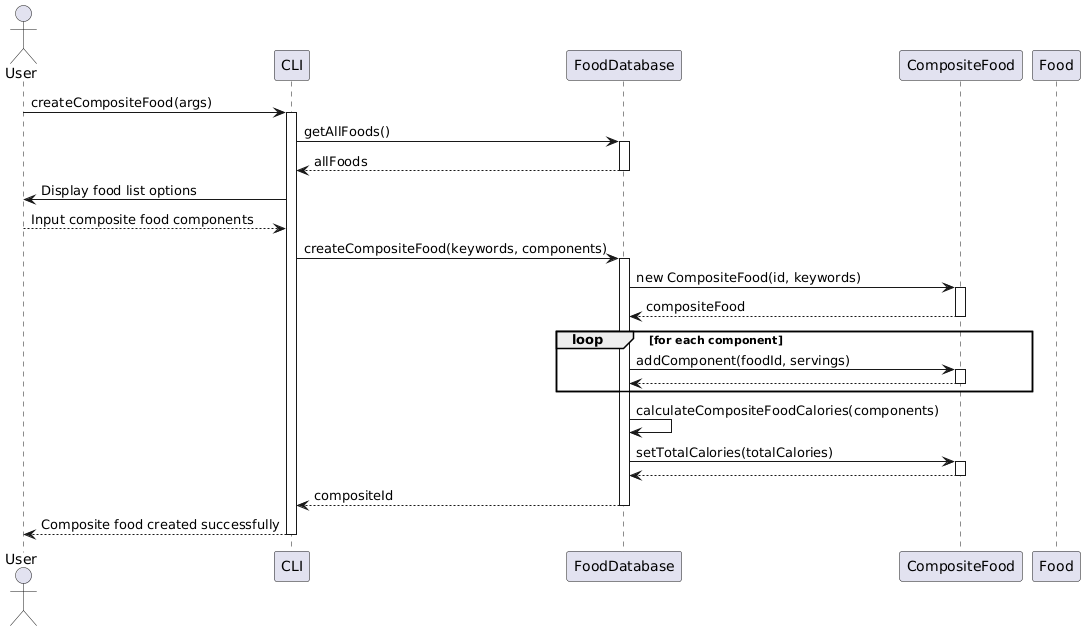 User
CLI
FoodDatabase
CompositeFood
Food
createCompositeFood(args)
getAllFoods()
allFoods
Display food list options
Input composite food components
createCompositeFood(keywords, components)
new CompositeFood(id, keywords)
compositeFood
loop
[for each component]
addComponent(foodId, servings)
calculateCompositeFoodCalories(components)
setTotalCalories(totalCalories)
compositeId
Composite food created successfully
User
CLI
FoodDatabase
CompositeFood
Food